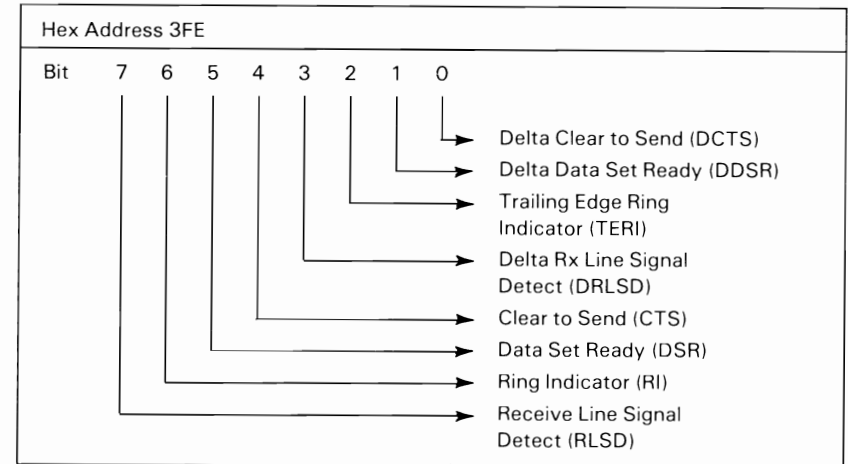 Hex Address 3FE
Bit 7 6 5 4 3 2 1 0
Delta Clear to Send (DCTS)
Delta Data Set Ready (DDSR)
Trailing Edge Ring
Indicator (TERI)
Delta Rx Line Signal
Detect (DRLSD)
Clear to Send (CTS)
Data Set Ready (DSR)
Ring Indicator (RI)
Receive Line Signal
Detect (RLSD)